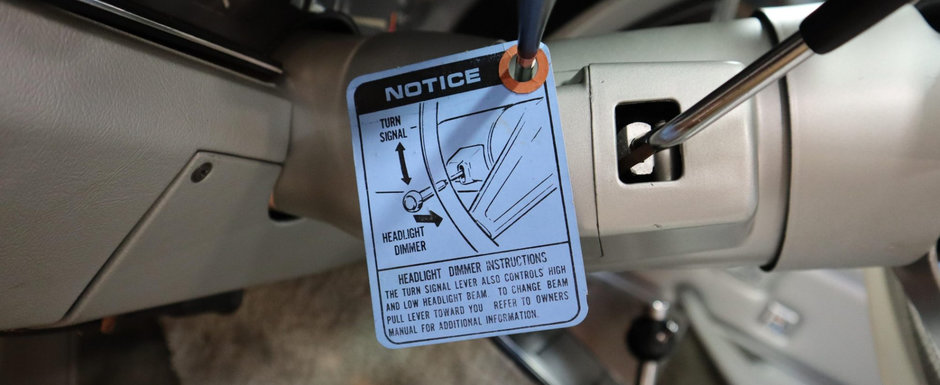 NOTICE
TURN
SIGNAL
HEADLIGHT
DIMMER
HEADLIGHT DIMMER INSTRUCTIONS
THE TURN SIGNAL LEVER ALSO CONTROLS HIGH
AND LOW HEADLIGHT BEAM. TO CHANGE BEAM
PULL LEVER TOWARD YOU. REFER TO OWNERS
MANUAL FOR ADDITIONAL INFORMATION.